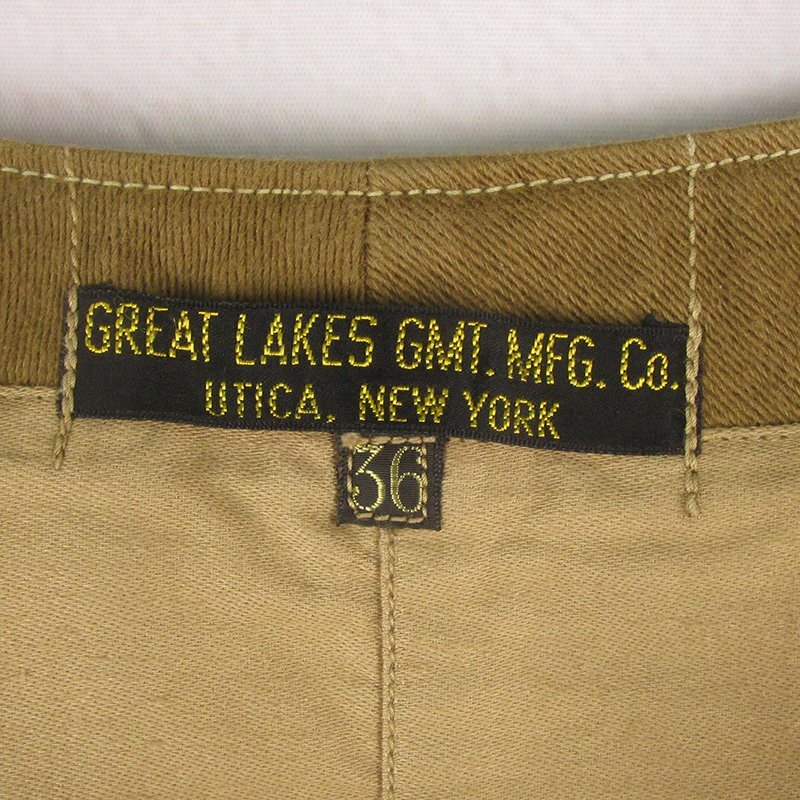 GREAT LAKES GMT. MFG. Co.
UTICA, NEW YORK
36